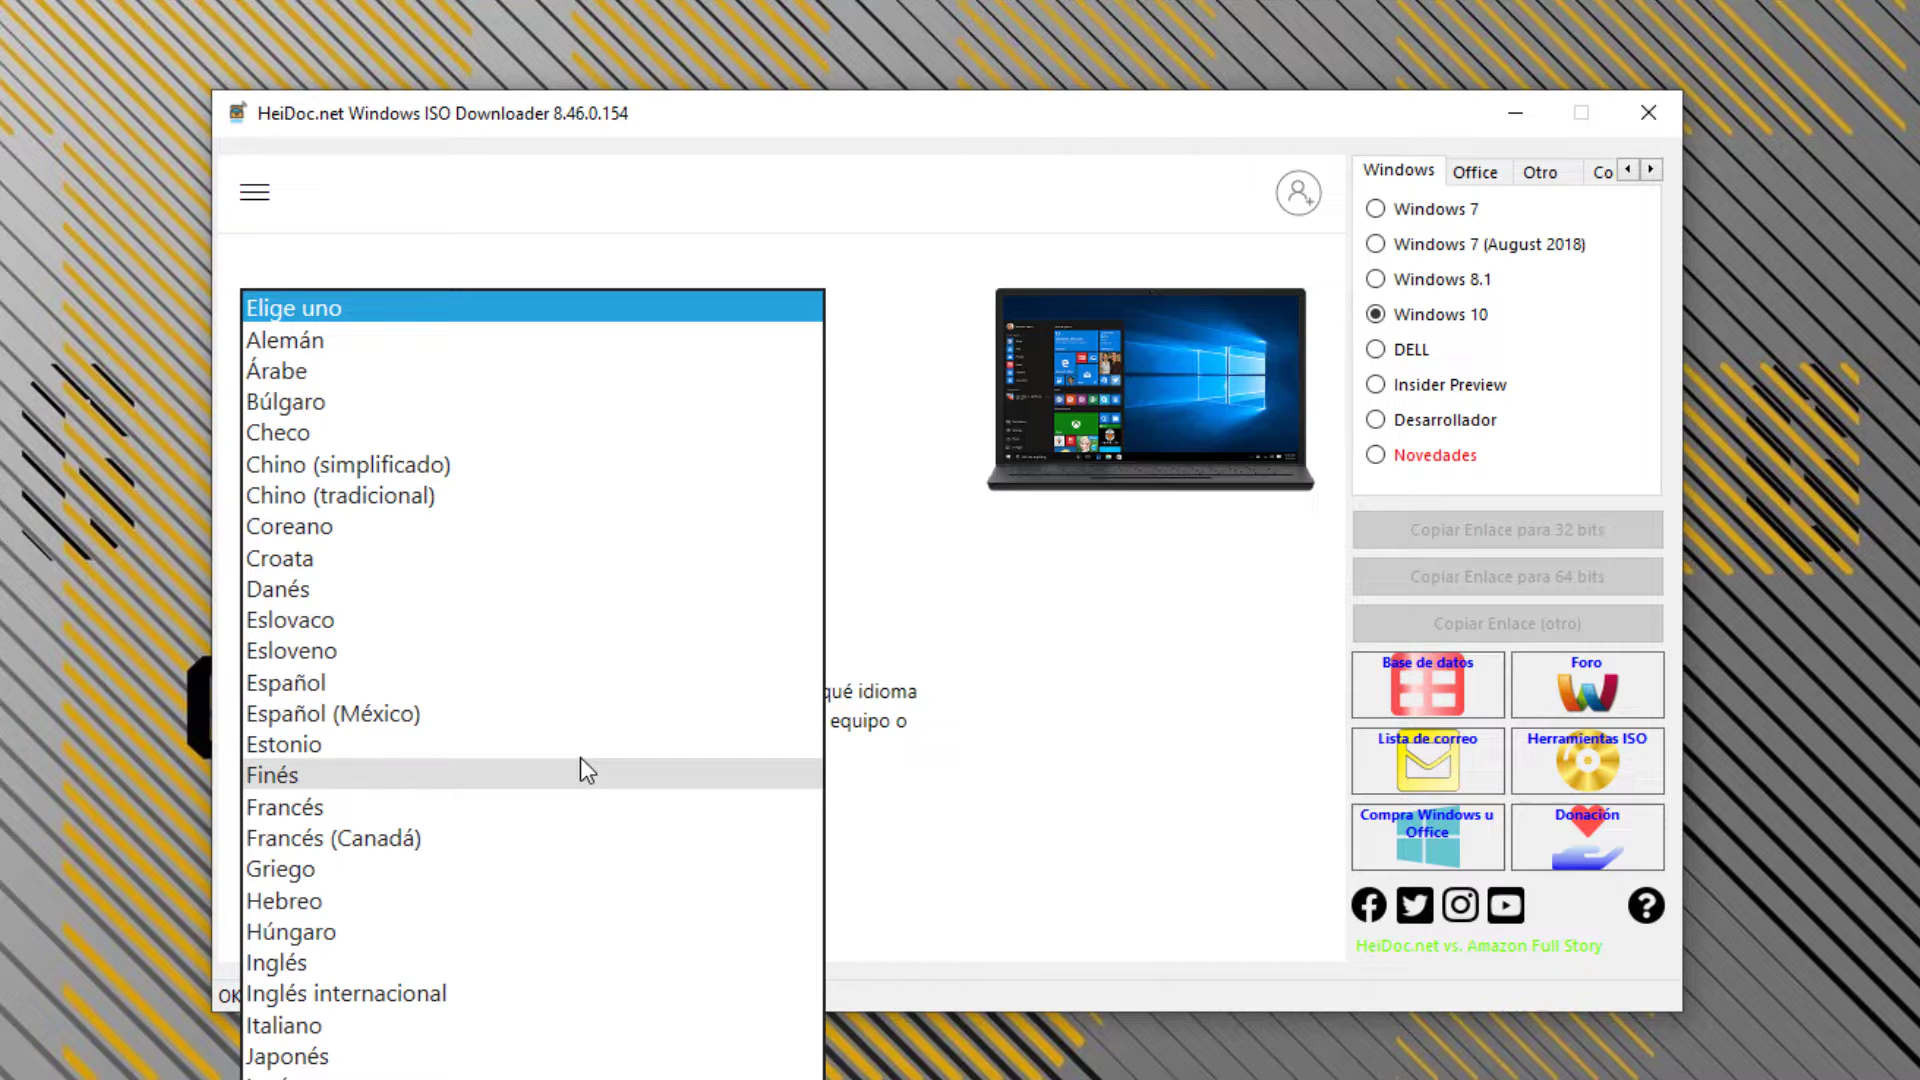 HeiDoc.net Windows ISO Downloader 8.46.0.154
Windows
Office
Otro
Co
Windows 7
Windows 7 (August 2018)
Windows 8.1
Windows 10
DELL
Insider Preview
Desarrollador
Novedades
Elige uno
Alemán
Árabe
Búlgaro
Checo
Chino (simplificado)
Chino (tradicional)
Coreano
Croata
Danés
Eslovaco
Esloveno
Español
Español (México)
Estonio
Finés
Francés
Francés (Canadá)
Griego
Hebreo
Húngaro
Inglés
Inglés internacional
Italiano
Japonés
qué idioma
equipo o
OK
Copiar Enlace para 32 bits
Copiar Enlace para 64 bits
Copiar Enlace (otro)
Base de datos
Foro
Lista de correo
Herramientas ISO
Compra Windows u
Office
Donación
HeiDoc.net vs. Amazon Full Story